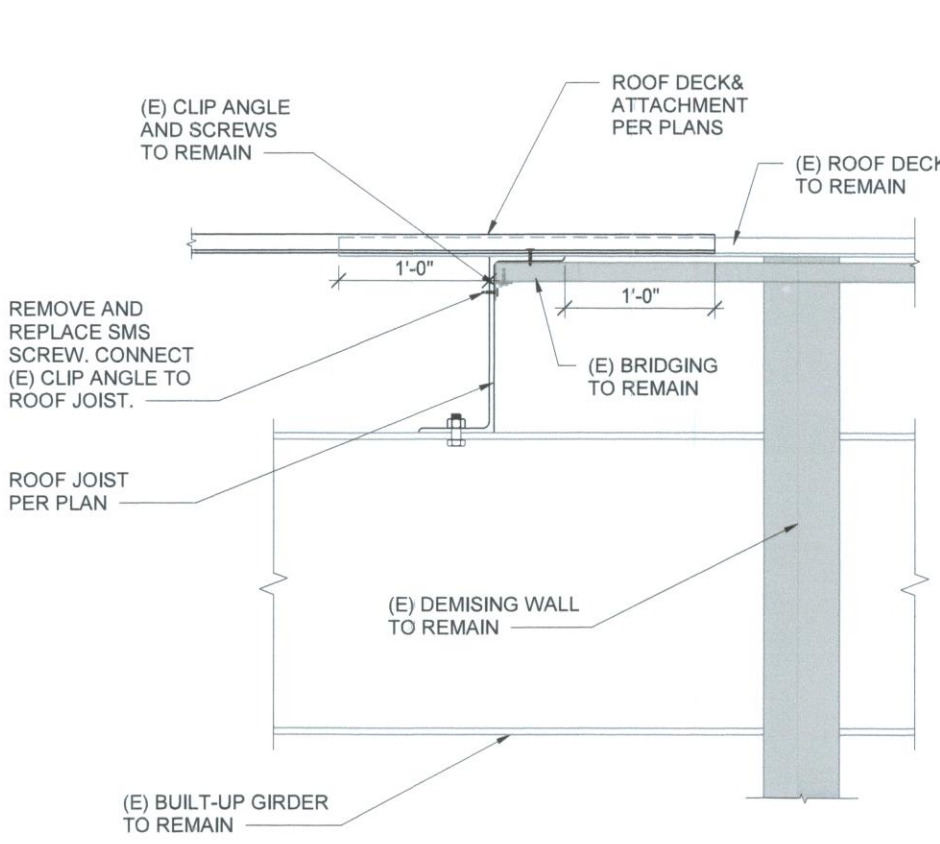 ROOF DECK&
ATTACHMENT
PER PLANS
(E) CLIP ANGLE
AND SCREWS
TO REMAIN
(E) ROOF DECK
TO REMAIN
1'-0"
1'-0"
REMOVE AND
REPLACE SMS
SCREW. CONNECT
(E) CLIP ANGLE TO
ROOF JOIST.
(E) BRIDGING
TO REMAIN
ROOF JOIST
PER PLAN
(E) DEMISING WALL
TO REMAIN
(E) BUILT-UP GIRDER
TO REMAIN